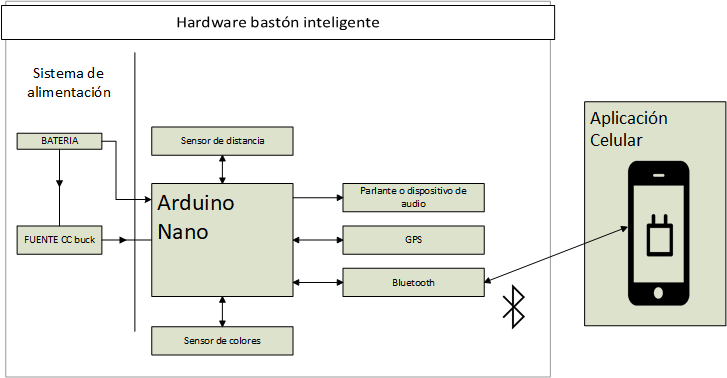 Hardware bastón inteligente
Sistema de
alimentación
BATERIA
Sensor de distancia
Aplicación
Celular
Arduino
Nano
Parlante o dispositivo de
audio
FUENTE CC buck
GPS
Bluetooth
Sensor de colores